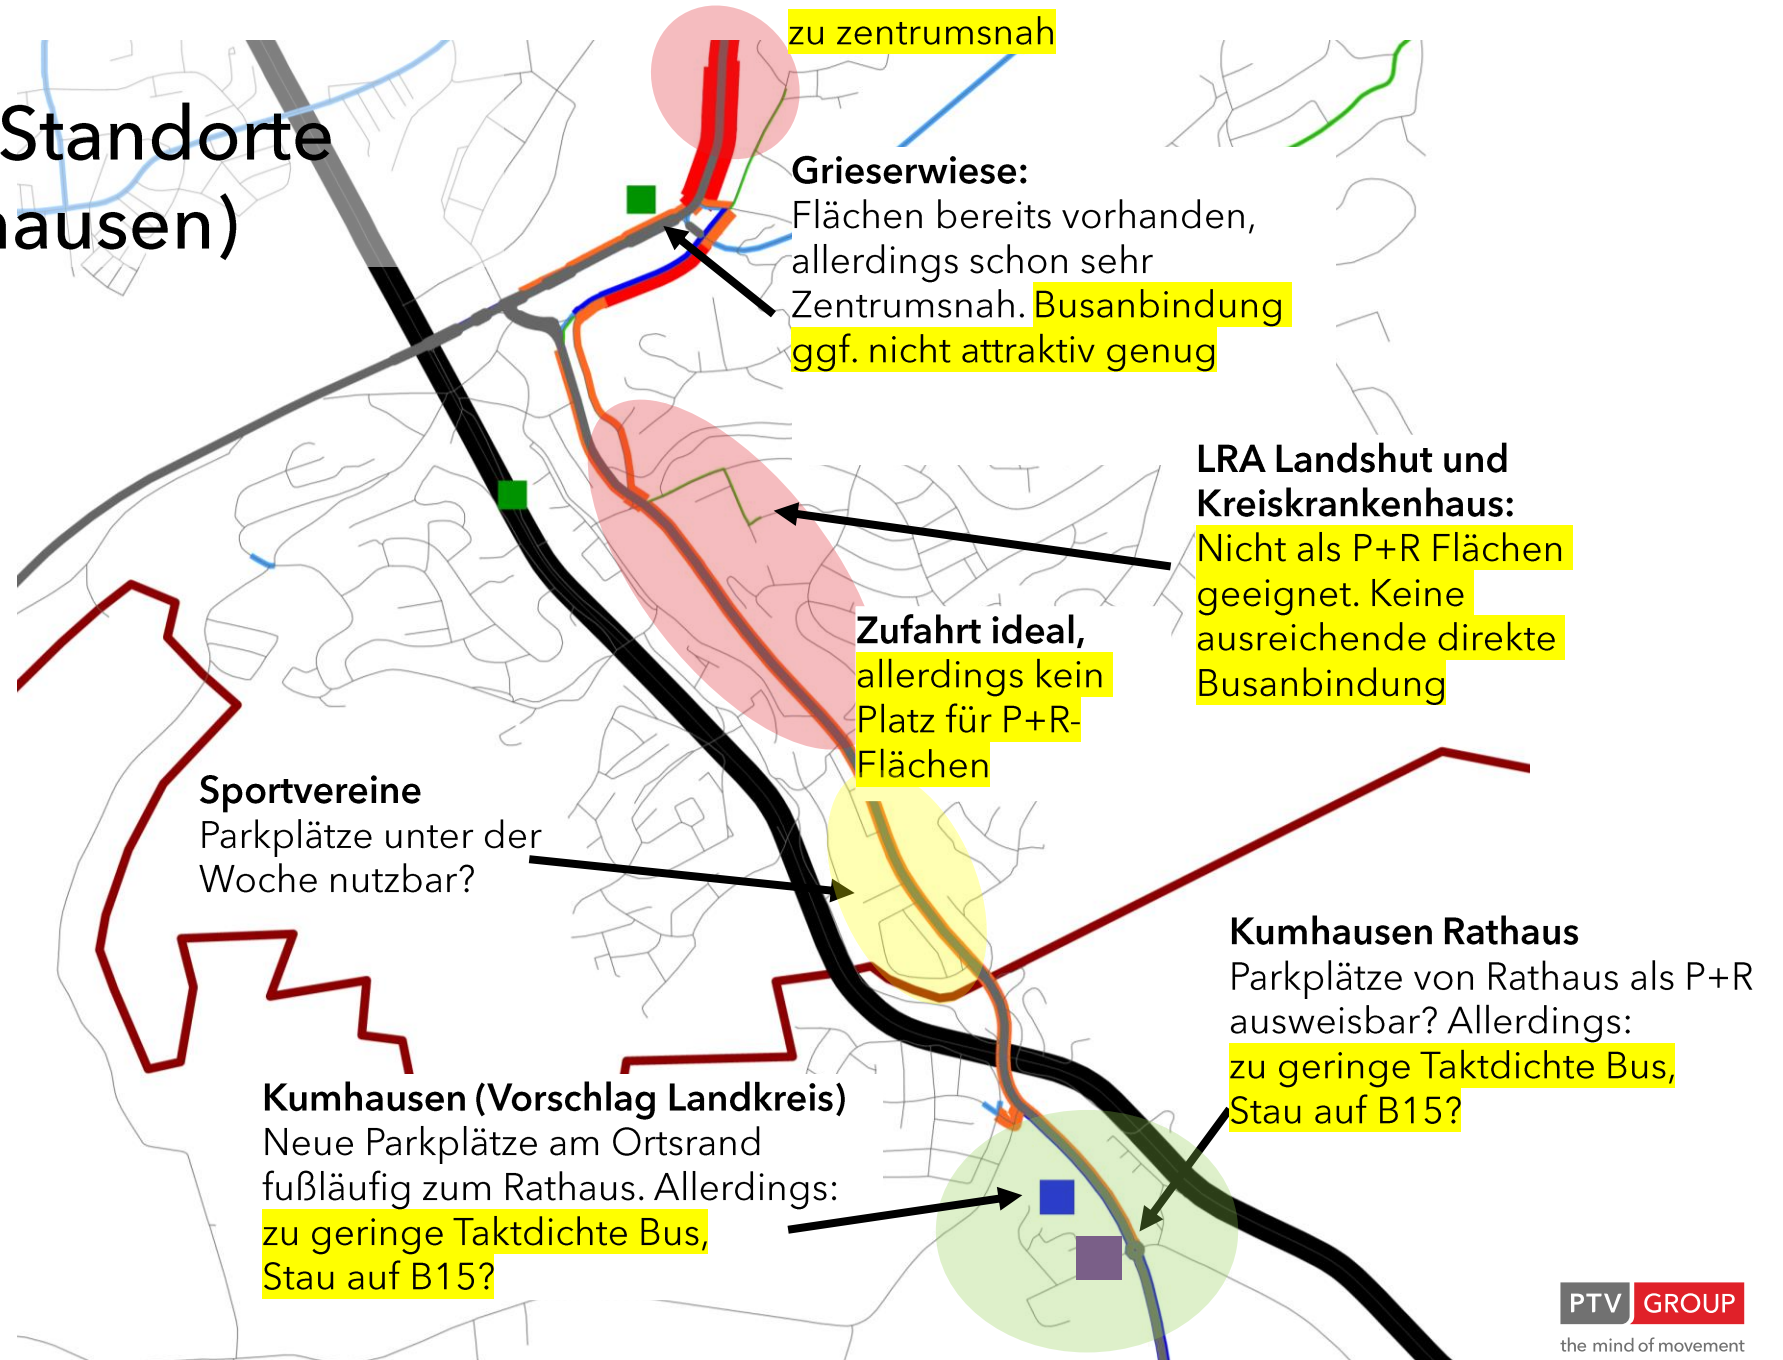 zu zentrumsnah
Standorte
hausen)
Grieserwiese:
Flächen bereits vorhanden,
allerdings schon sehr
Zentrumsnah. Busanbindung
ggf. nicht attraktiv genug
LRA Landshut und
Kreiskrankenhaus:
Nicht als P+R Flächen
geeignet. Keine
ausreichende direkte
Busanbindung
Zufahrt ideal,
allerdings kein
Platz für P+R-
Flächen
Sportvereine
Parkplätze unter der
Woche nutzbar?
Kumhausen Rathaus
Parkplätze von Rathaus als P+R
ausweisbar? Allerdings:
zu geringe Taktdichte Bus,
Stau auf B15?
Kumhausen (Vorschlag Landkreis)
Neue Parkplätze am Ortsrand
fußläufig zum Rathaus. Allerdings:
zu geringe Taktdichte Bus,
Stau auf B15?
PTV GROUP
the mind of movement